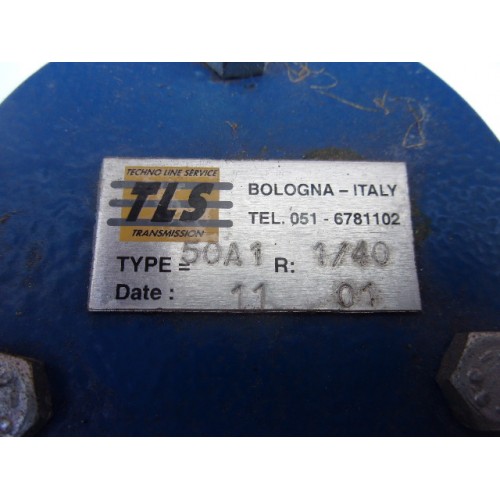 TECHNO LINE SERVICE
TLS
TRANSMISSION
BOLOGNA – ITALY
TEL. 051 - 6781102
TYPE = 50A1 R: 1/40
Date : 11 01